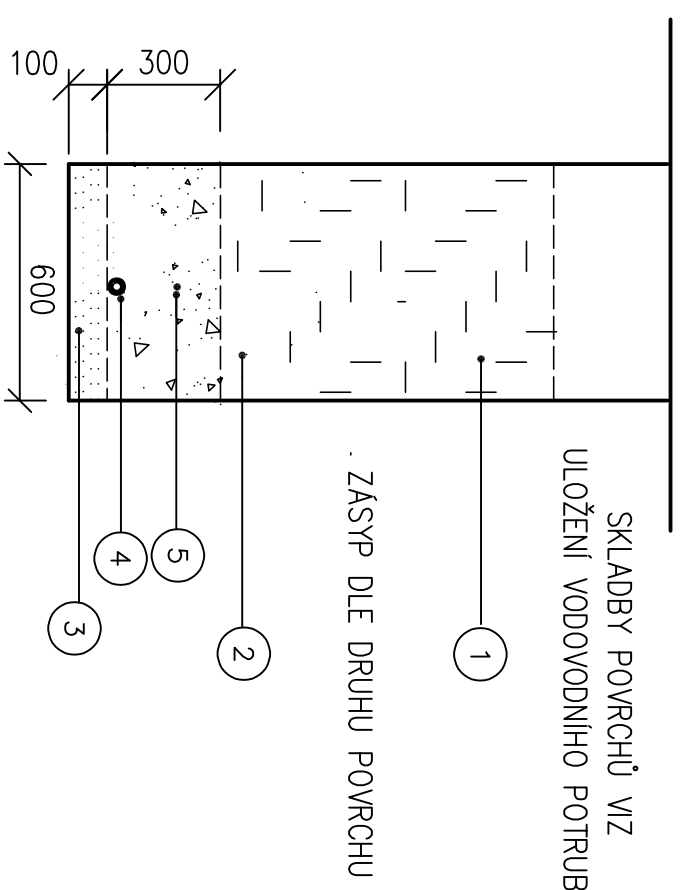 SKLADBY POVRCHŮ VIZ
ULOŽENÍ VODOVODNÍHO POTRUB
. ZÁSYP DLE DRUHU POVRCHU
1
2
5
4
3
300
100
600